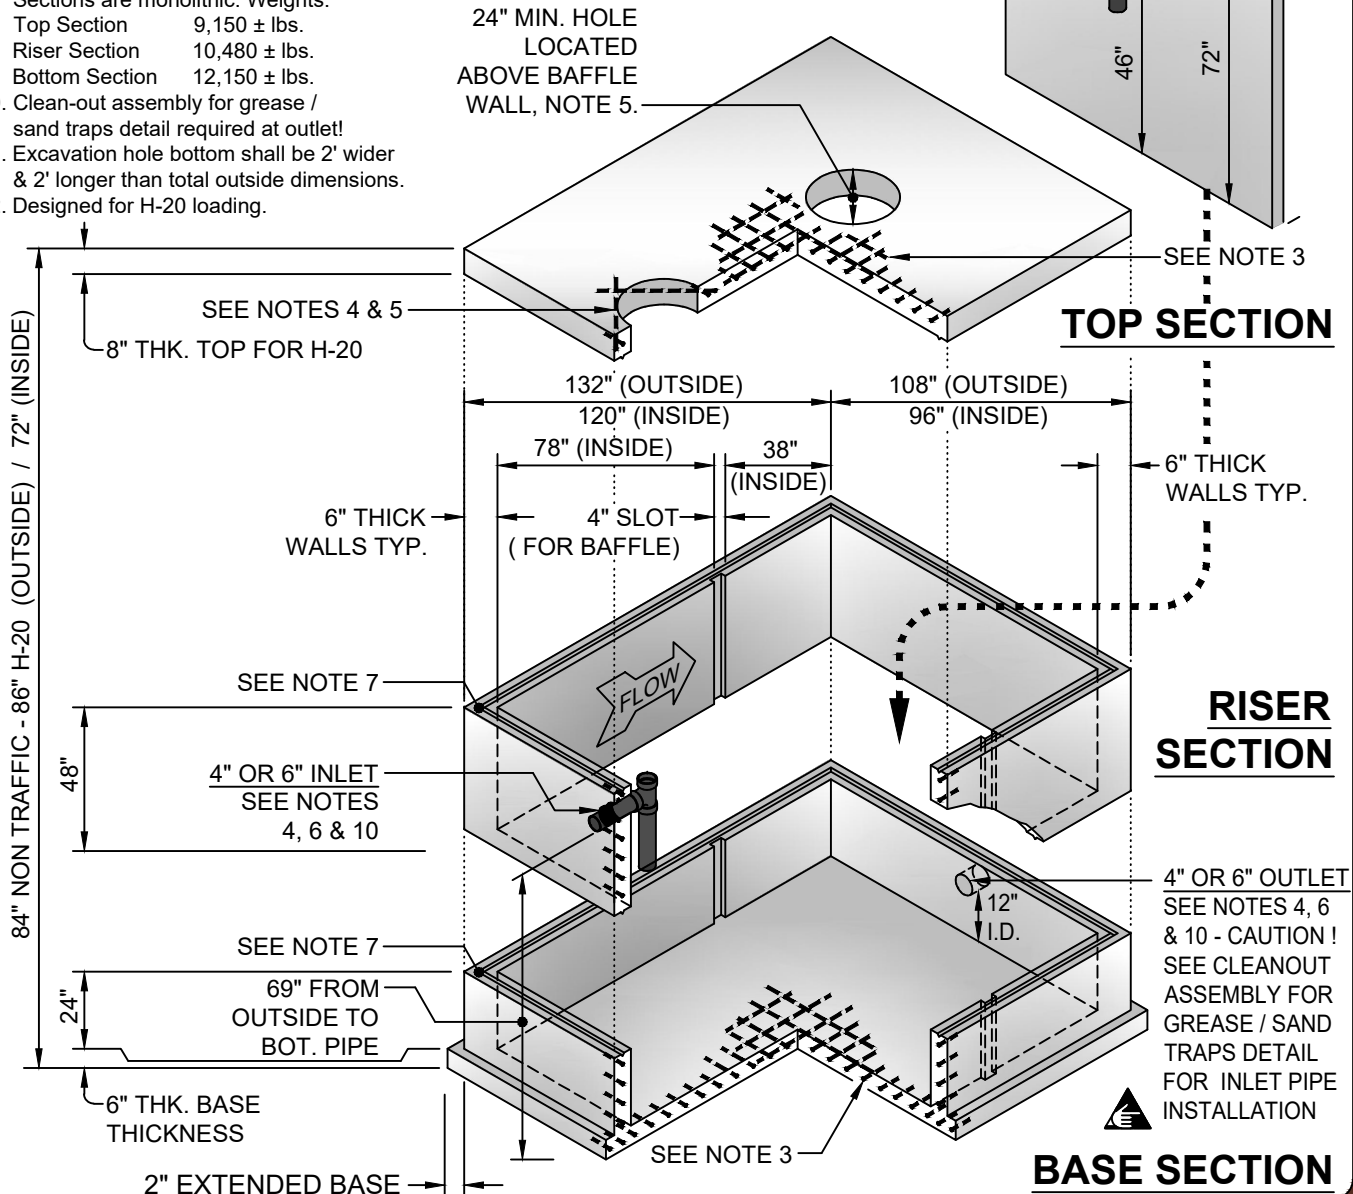 Sections are monolithic. Weights:
Top Section 9,150 ± lbs.
Riser Section 10,480 ± lbs.
Bottom Section 12,150 ± lbs.
. Clean-out assembly for grease /
sand traps detail required at outlet!
. Excavation hole bottom shall be 2' wider
& 2' longer than total outside dimensions.
. Designed for H-20 loading.
24" MIN. HOLE
LOCATED
ABOVE BAFFLE
WALL, NOTE 5.
46"
72"
SEE NOTE 3
TOP SECTION
SEE NOTES 4 & 5
8" THK. TOP FOR H-20
84" NON TRAFFIC - 86" H-20 (OUTSIDE) / 72" (INSIDE)
132" (OUTSIDE)
120" (INSIDE)
108" (OUTSIDE)
96" (INSIDE)
78" (INSIDE)
38"
(INSIDE)
6" THICK
WALLS TYP.
4" SLOT
( FOR BAFFLE)
6" THICK
WALLS TYP.
FLOW
SEE NOTE 7
RISER
SECTION
48"
4" OR 6" INLET
SEE NOTES
4, 6 & 10
12"
I.D.
4" OR 6" OUTLET
SEE NOTES 4, 6
& 10 - CAUTION !
SEE CLEANOUT
ASSEMBLY FOR
GREASE / SAND
TRAPS DETAIL
FOR INLET PIPE
INSTALLATION
SEE NOTE 7
24"
69" FROM
OUTSIDE TO
BOT. PIPE
6" THK. BASE
THICKNESS
SEE NOTE 3
2" EXTENDED BASE
BASE SECTION